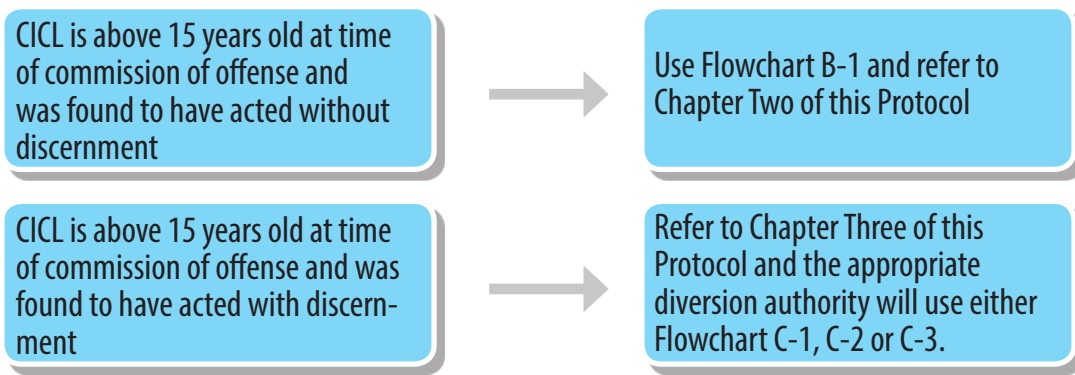 CICL is above 15 years old at time
of commission of offense and
was found to have acted without
discernment
Use Flowchart B-1 and refer to
Chapter Two of this Protocol
CICL is above 15 years old at time
of commission of offense and was
found to have acted with discern-
ment
Refer to Chapter Three of this
Protocol and the appropriate
diversion authority will use either
Flowchart C-1, C-2 or C-3.